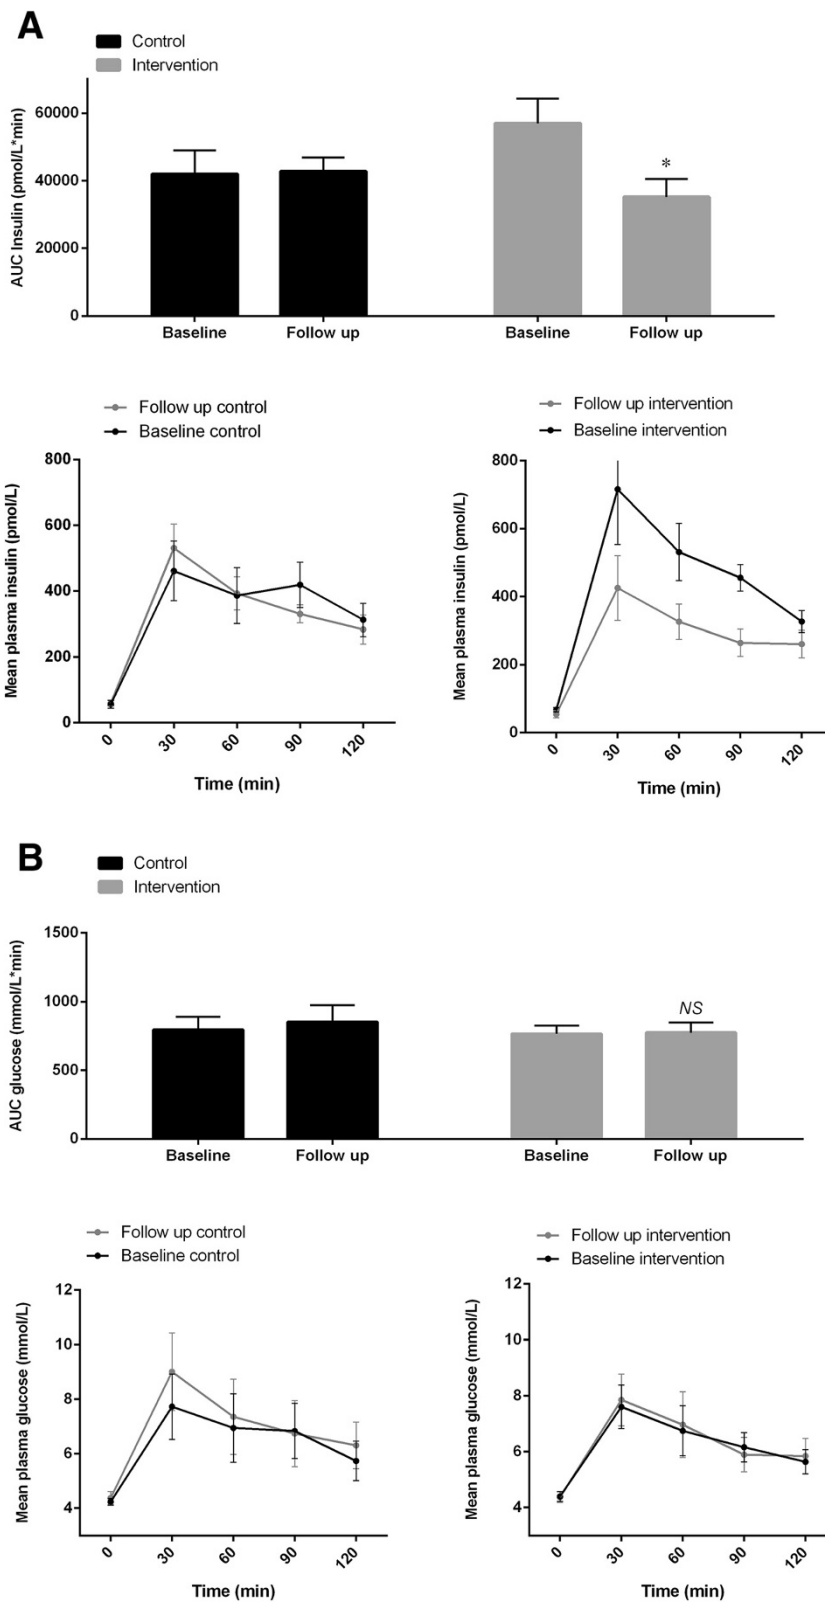 A
Control
Intervention
AUC Insulin (pmol/L*min)
60000
40000
20000
0
*
Baseline
Follow up
Baseline
Follow up
Follow up control
Baseline control
Mean plasma insulin (pmol/L)
800
600
400
200
0
0
30
60
90
120
Time (min)
Follow up intervention
Baseline intervention
Mean plasma insulin (pmol/L)
800
600
400
200
0
0
30
60
90
120
Time (min)
B
Control
Intervention
AUC glucose (mmol/L*min)
1500
1000
500
0
NS
Baseline
Follow up
Baseline
Follow up
Follow up control
Baseline control
Mean plasma glucose (mmol/L)
12
10
8
6
4
0
30
60
90
120
Time (min)
Follow up intervention
Baseline intervention
Mean plasma glucose (mmol/L)
12
10
8
6
4
0
30
60
90
120
Time (min)